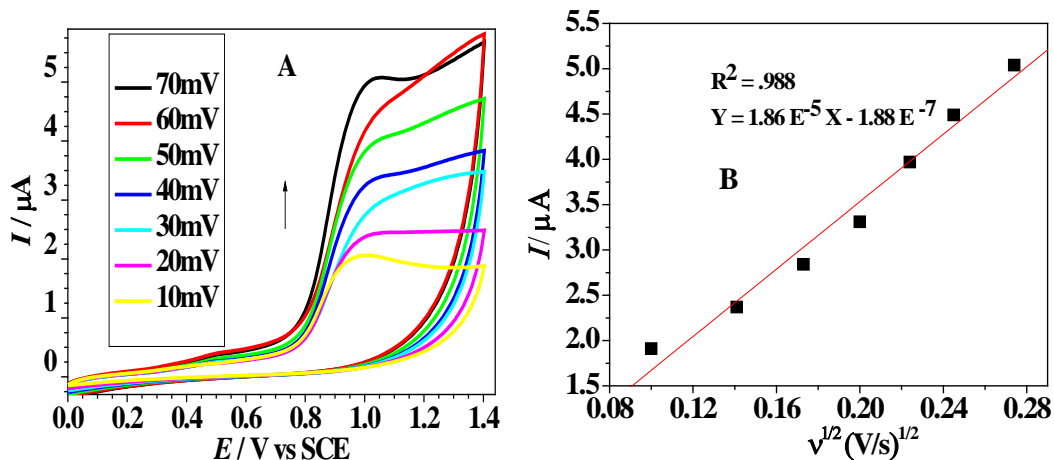 A
70mV
60mV
50mV
40mV
30mV
20mV
10mV
5
4
3
2
1
0
I / μA
0.0 0.2 0.4 0.6 0.8 1.0 1.2 1.4
E / V vs SCE
B
R² = .988
Y = 1.86 E⁻⁵ X - 1.88 E⁻⁷
5.5
5.0
4.5
4.0
3.5
3.0
2.5
2.0
1.5
I / μ A
0.08 0.12 0.16 0.20 0.24 0.28
ν^1/2 (V/s)^1/2